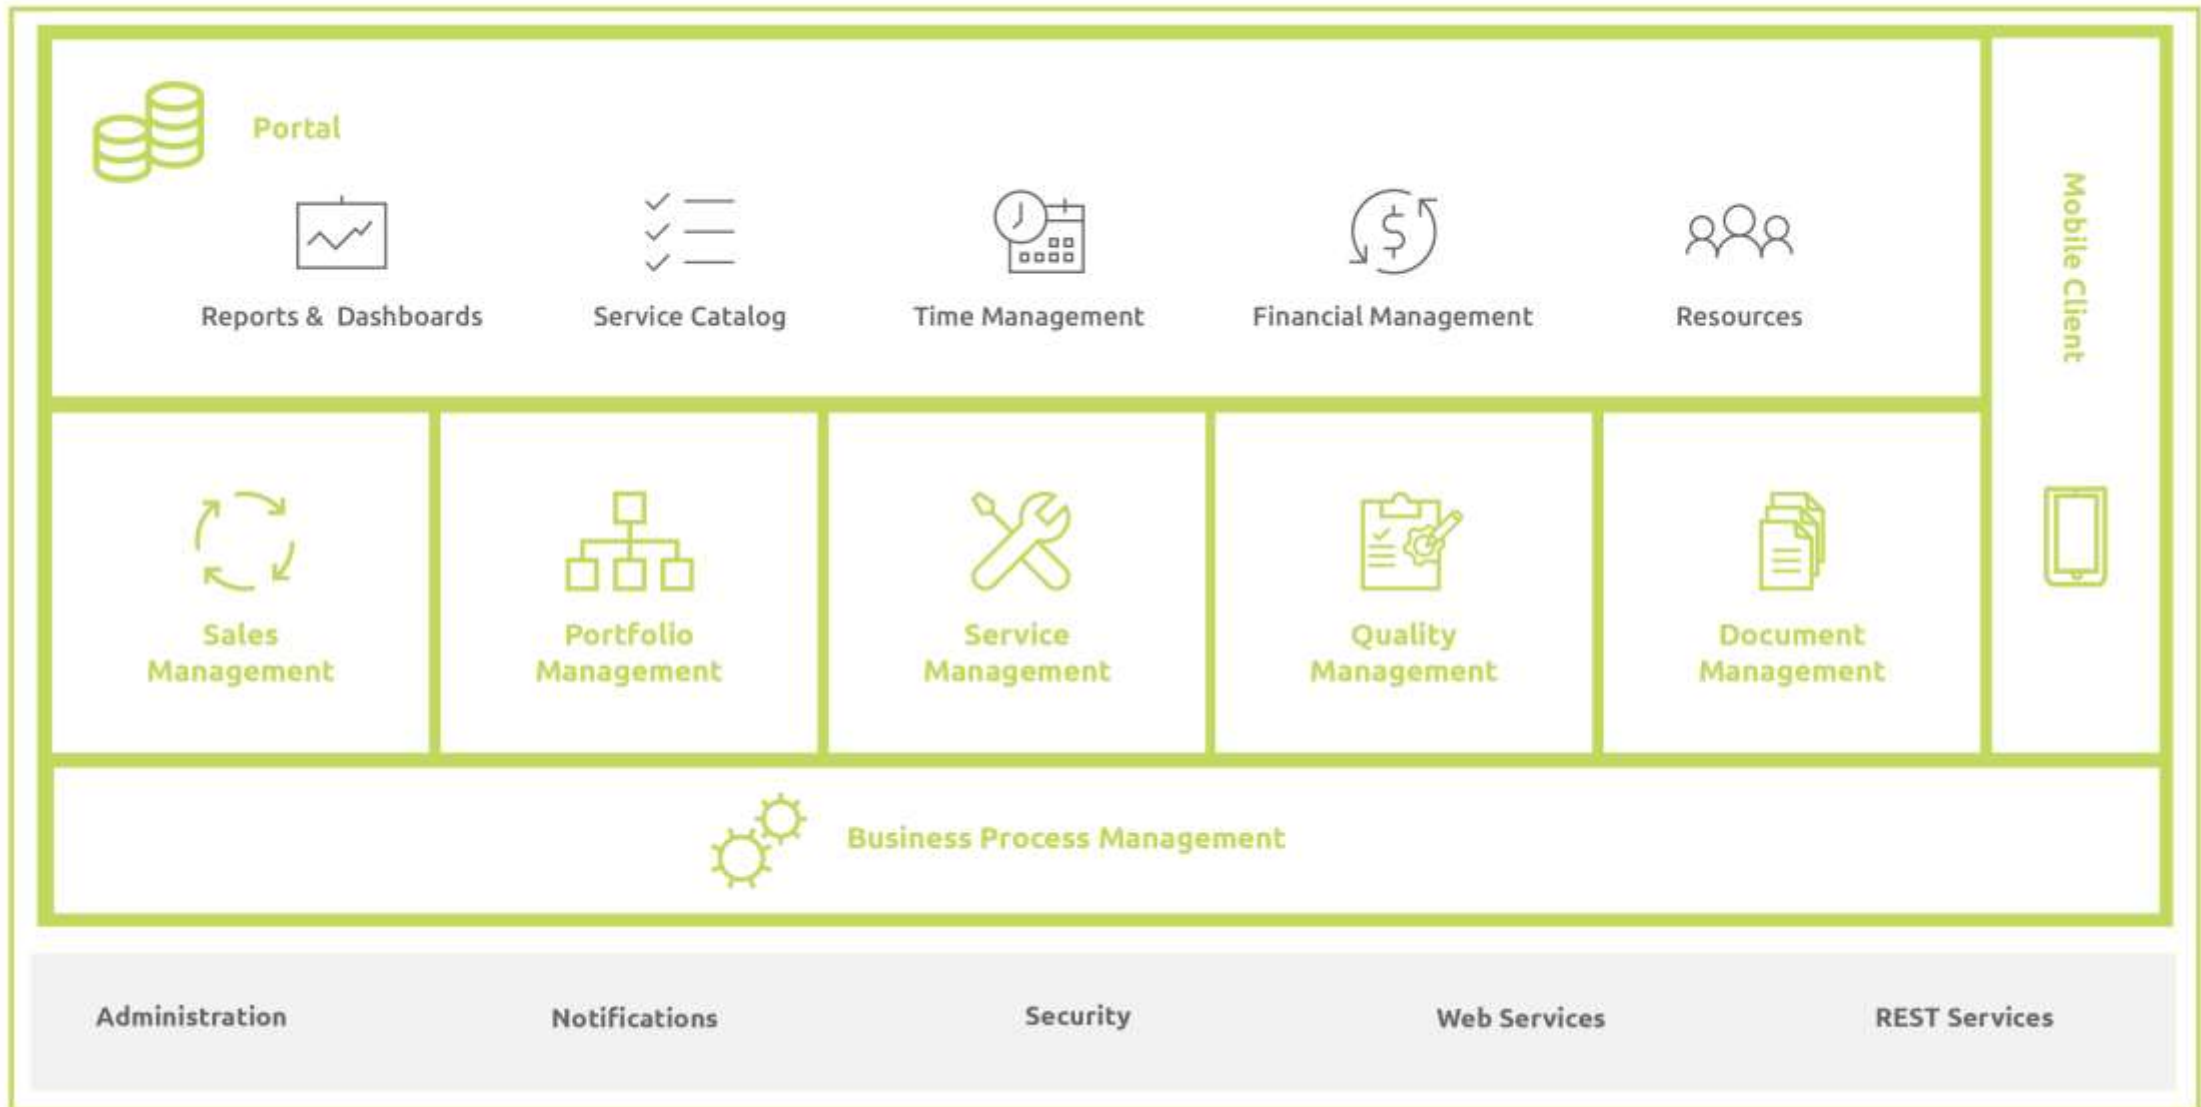 Portal
Reports & Dashboards
Service Catalog
Time Management
Financial Management
Resources
Mobile Client
Sales
Management
Portfolio
Management
Service
Management
Quality
Management
Document
Management
Business Process Management
Administration
Notifications
Security
Web Services
REST Services